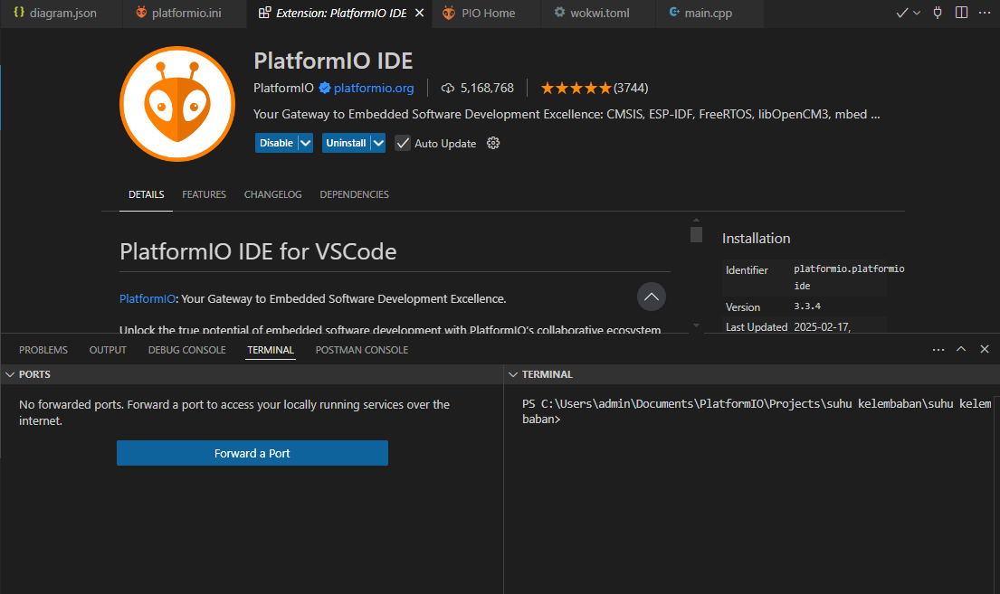 diagram.json platformio.ini Extension: PlatformIO IDE PIO Home wokwi.toml main.cpp
PlatformIO IDE
PlatformIO platformio.org 5,168,768 (3744)
Your Gateway to Embedded Software Development Excellence: CMSIS, ESP-IDF, FreeRTOS, libOpenCM3, mbed ...
Disable Uninstall Auto Update
DETAILS FEATURES CHANGELOG DEPENDENCIES
PlatformIO IDE for VSCode
PlatformIO: Your Gateway to Embedded Software Development Excellence.
Unlock the true potential of embedded software development with PlatformIO's collaborative ecosystem
Installation
Identifier platformio.platformio
ide
Version 3.3.4
Last Updated 2025-02-17,
PROBLEMS OUTPUT DEBUG CONSOLE TERMINAL POSTMAN CONSOLE
PORTS
No forwarded ports. Forward a port to access your locally running services over the
internet.
Forward a Port
TERMINAL
PS C:\Users\admin\Documents\PlatformIO\Projects\suhu kelembaban\suhu kelem
baban>